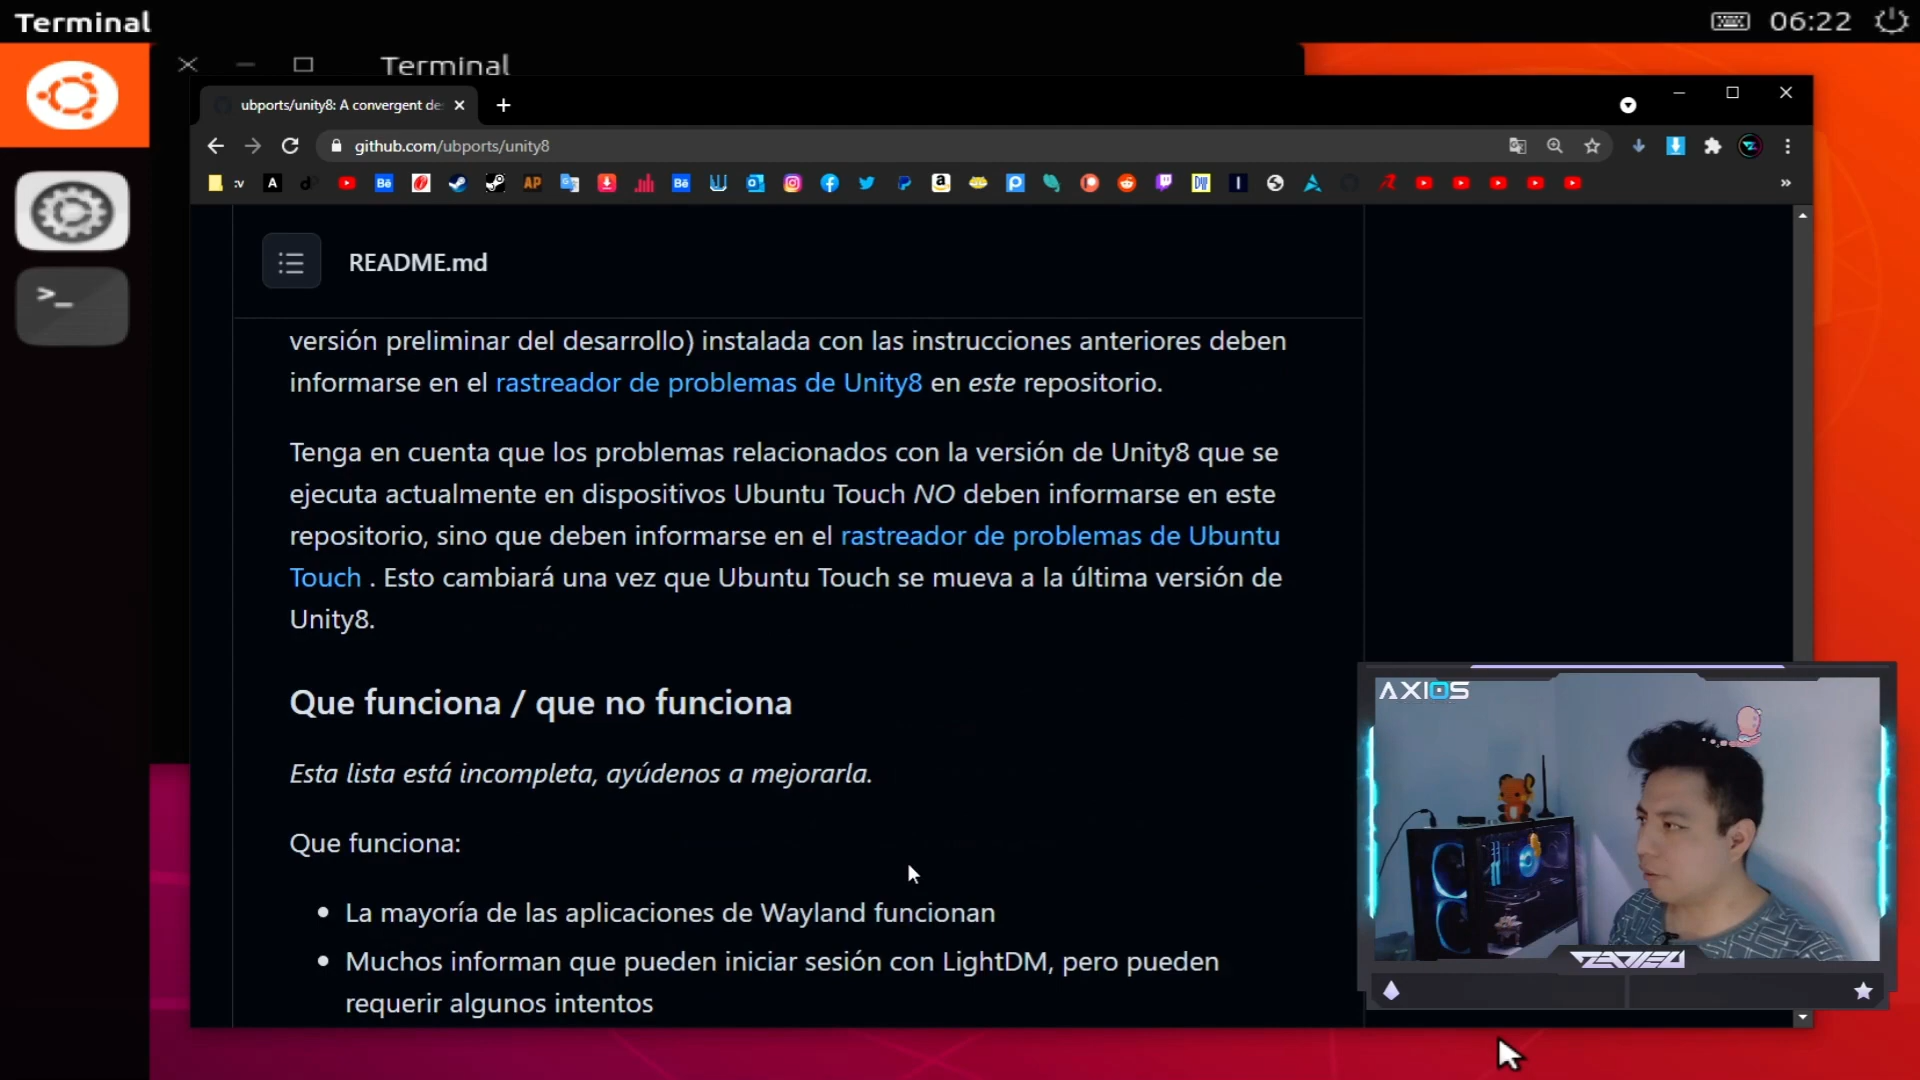 Terminal
06:22
Terminal
ubports/unity8: A convergent de
github.com/ubports/unity8
:v
README.md
versión preliminar del desarrollo) instalada con las instrucciones anteriores deben
informarse en el rastreador de problemas de Unity8 en este repositorio.
Tenga en cuenta que los problemas relacionados con la versión de Unity8 que se
ejecuta actualmente en dispositivos Ubuntu Touch NO deben informarse en este
repositorio, sino que deben informarse en el rastreador de problemas de Ubuntu
Touch . Esto cambiará una vez que Ubuntu Touch se mueva a la última versión de
Unity8.
Que funciona / que no funciona
Esta lista está incompleta, ayúdenos a mejorarla.
Que funciona:
La mayoría de las aplicaciones de Wayland funcionan
Muchos informan que pueden iniciar sesión con LightDM, pero pueden
requerir algunos intentos
AXIOS